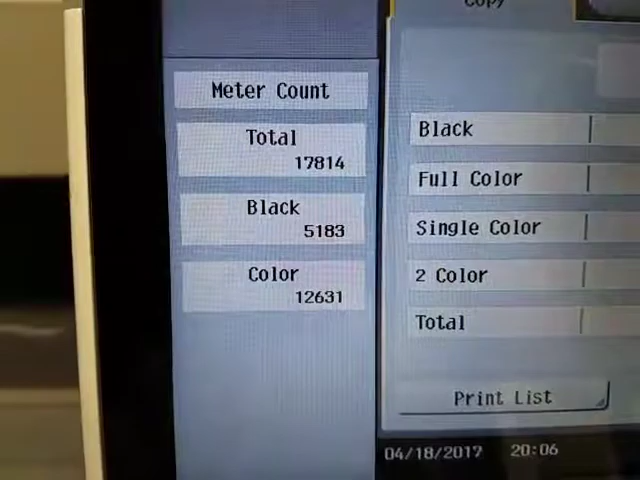 Copy
Meter Count
Total
17814
Black
5183
Color
12631
Black
Full Color
Single Color
2 Color
Total
Print List
04/18/2017 20:06